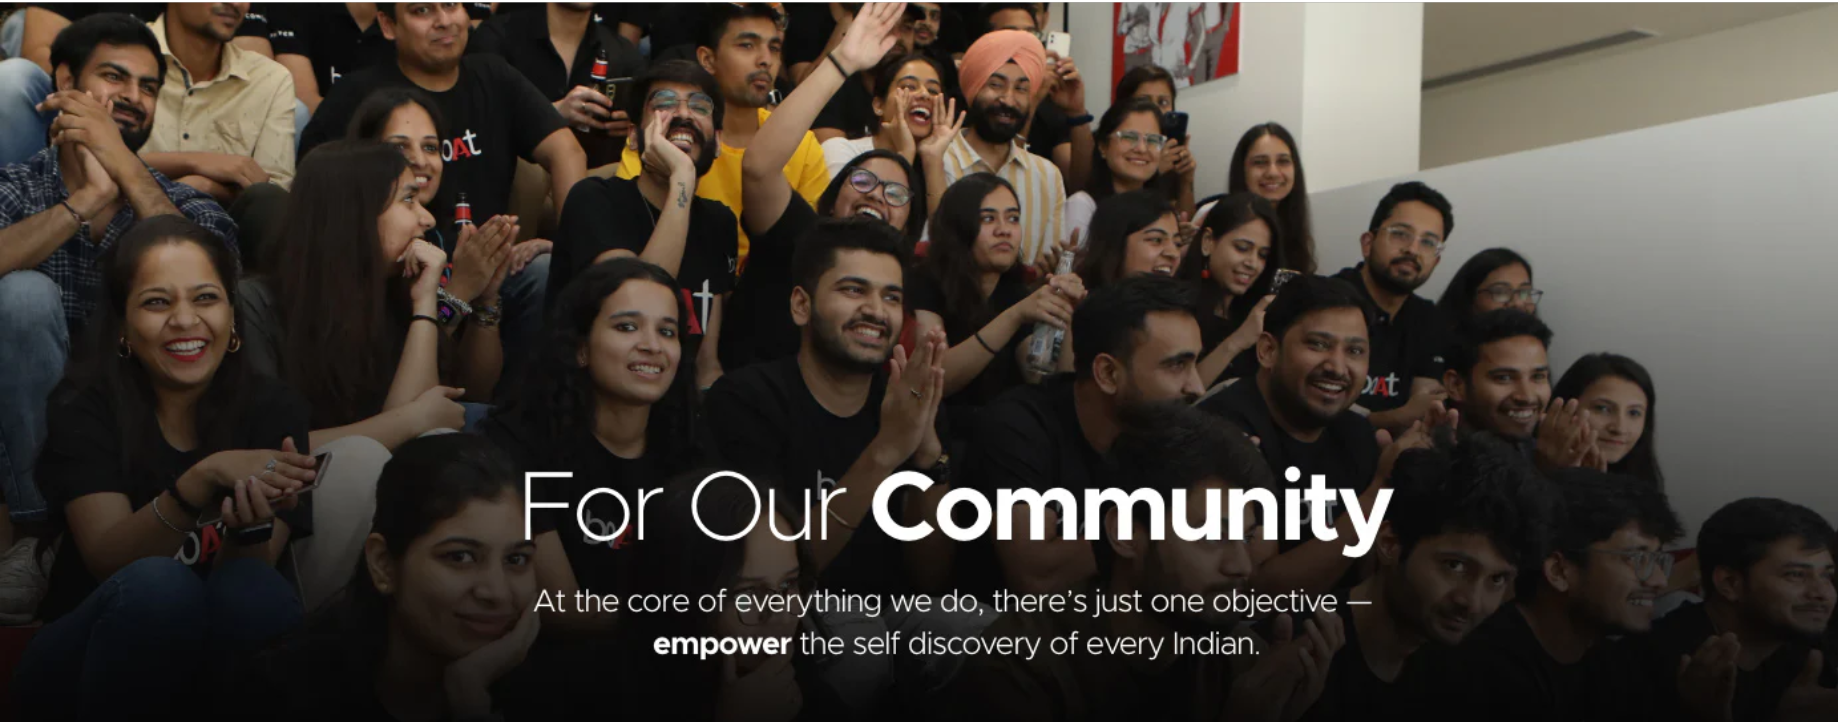 For Our Community
At the core of everything we do, there's just one objective —
empower the self discovery of every Indian.